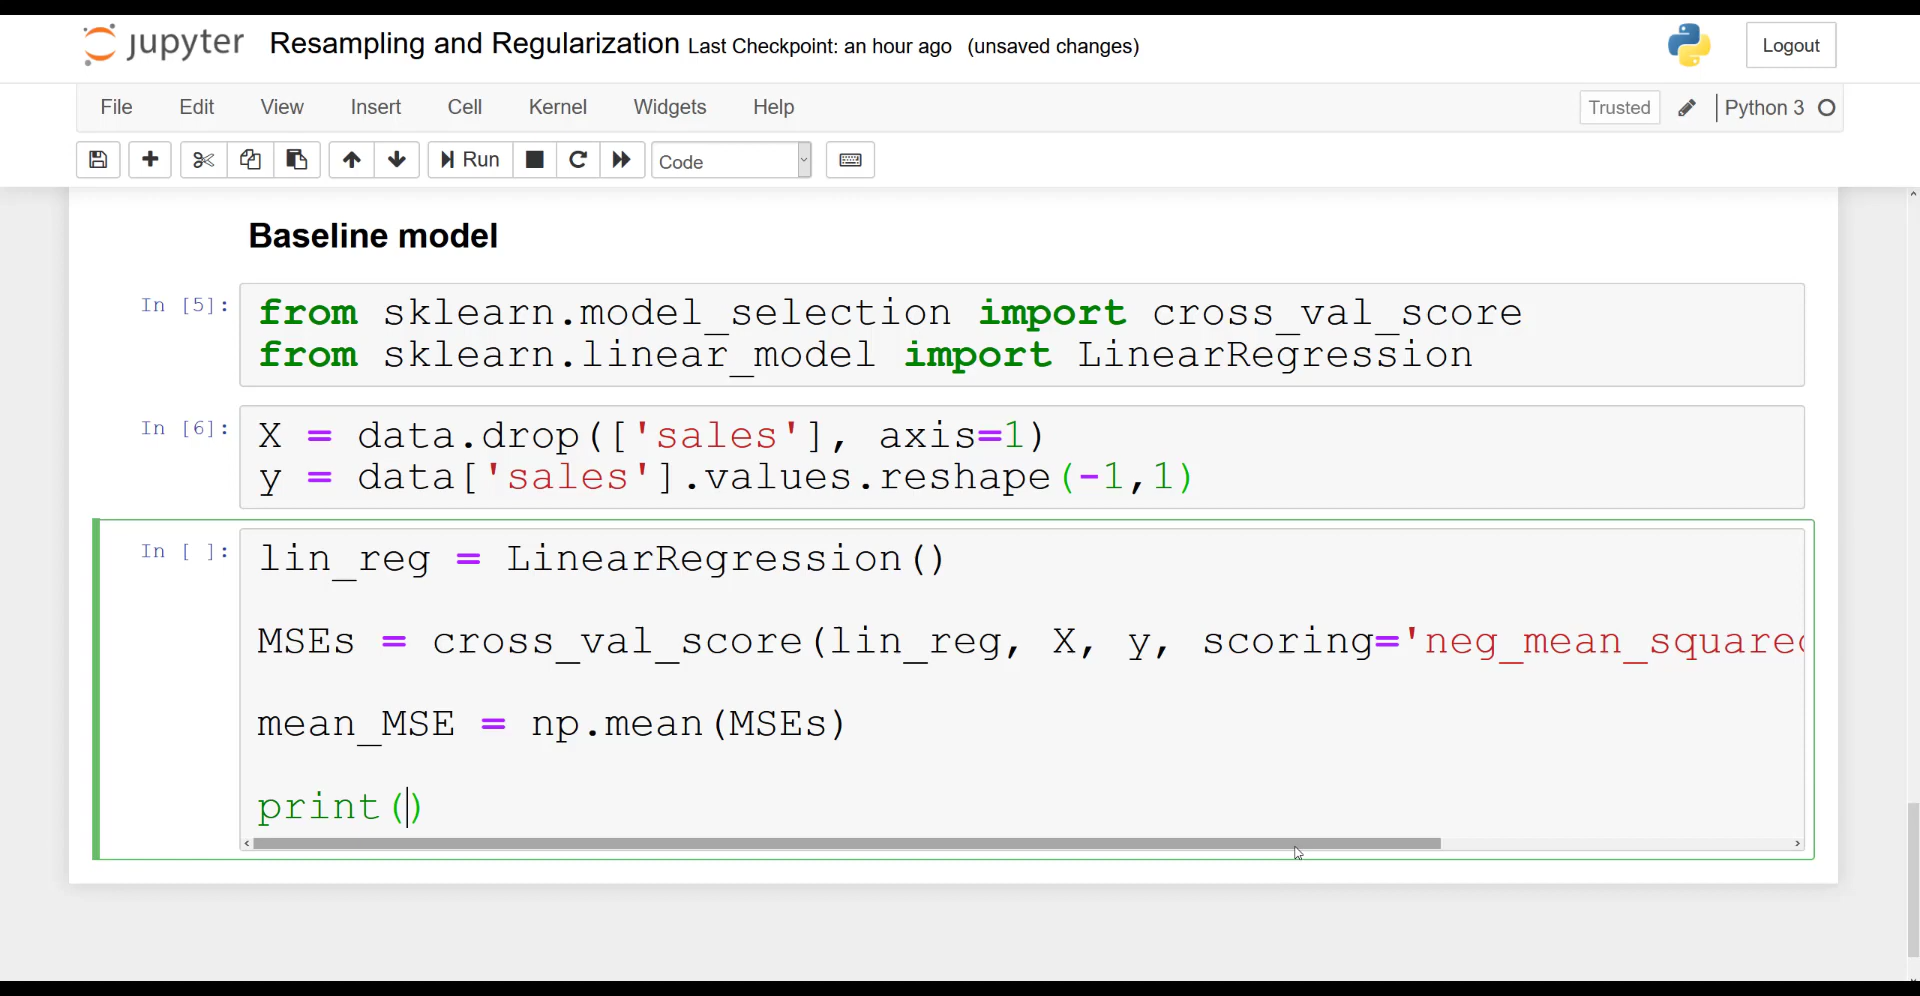 jupyter Resampling and Regularization Last Checkpoint: an hour ago (unsaved changes)
Logout
File Edit View Insert Cell Kernel Widgets Help
Trusted Python 3
Run Code
Baseline model
In [5]: from sklearn.model_selection import cross_val_score
from sklearn.linear_model import LinearRegression
In [6]: X = data.drop(['sales'], axis=1)
y = data['sales'].values.reshape(-1,1)
In [ ]: lin_reg = LinearRegression()
MSEs = cross_val_score(lin_reg, X, y, scoring='neg_mean_square
mean_MSE = np.mean(MSEs)
print()